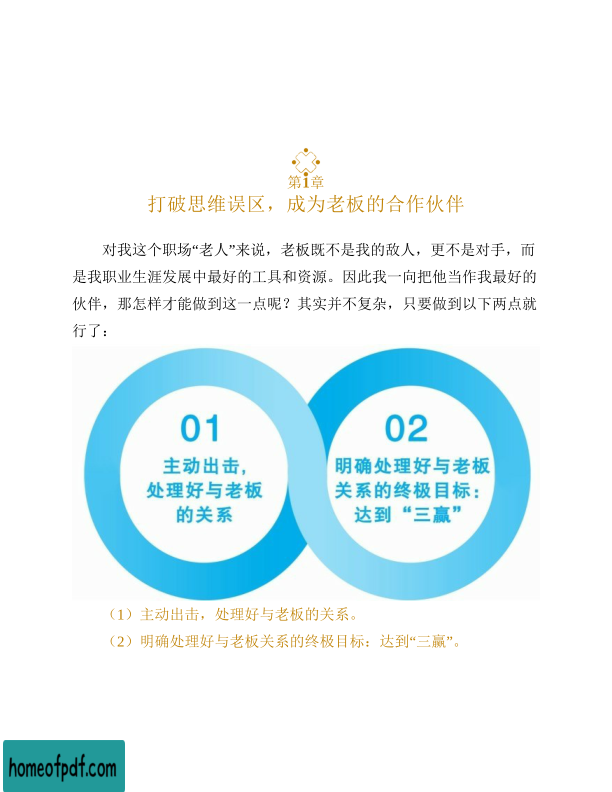 第1章
打破思维误区，成为老板的合作伙伴
对我这个职场“老人”来说，老板既不是我的敌人，更不是对手，而
是我职业生涯发展中最好的工具和资源。因此我一向把他当作我最好的
伙伴，那怎样才能做到这一点呢？其实并不复杂，只要做到以下两点就
行了：
01
主动出击，
处理好与老板
的关系
02
明确处理好与老板
关系的终极目标：
达到“三赢”
（1）主动出击，处理好与老板的关系。
（2）明确处理好与老板关系的终极目标：达到“三赢”。
homeofpdf.com